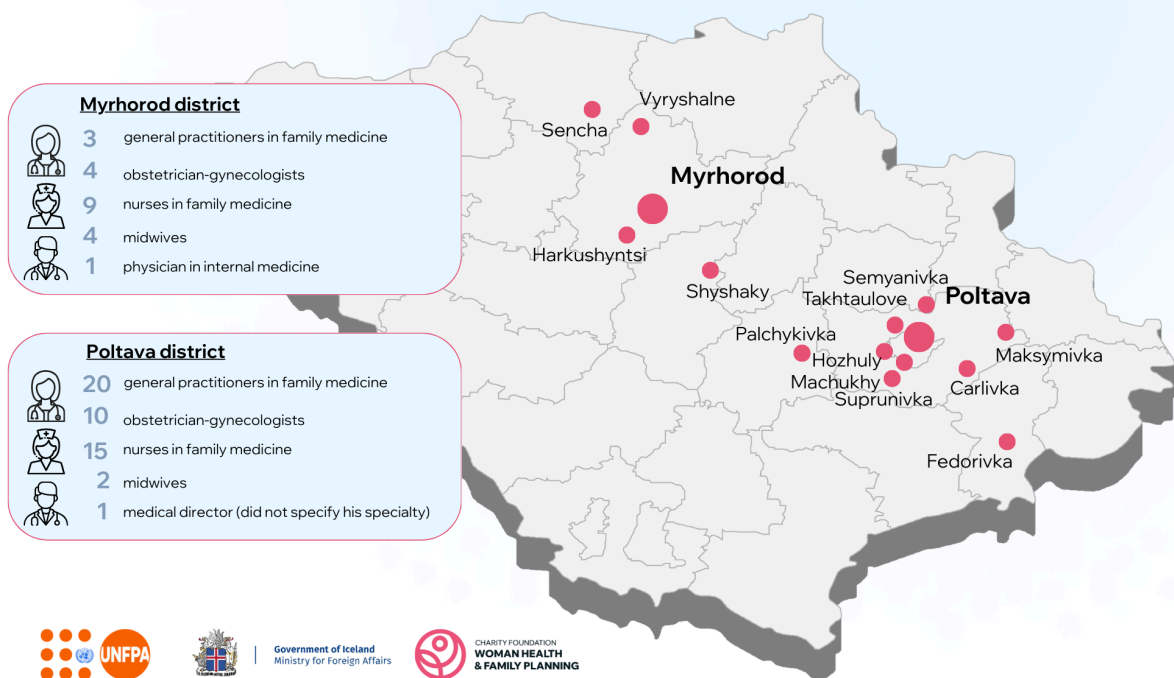 Myrhorod district
3 general practitioners in family medicine
4 obstetrician-gynecologists
9 nurses in family medicine
4 midwives
1 physician in internal medicine
Poltava district
20 general practitioners in family medicine
10 obstetrician-gynecologists
15 nurses in family medicine
2 midwives
1 medical director (did not specify his specialty)
Vyryshalne
Sencha
Myrhorod
Harkushyntsi
Shyshaky
Semyanivka
Takhtaulove
Poltava
Palchykivka
Hozhuly
Maksymivka
Machukhy
Carlivka
Suprunivka
Fedorivka
UNFPA
Government of Iceland
Ministry for Foreign Affairs
CHARITY FOUNDATION
WOMAN HEALTH
& FAMILY PLANNING